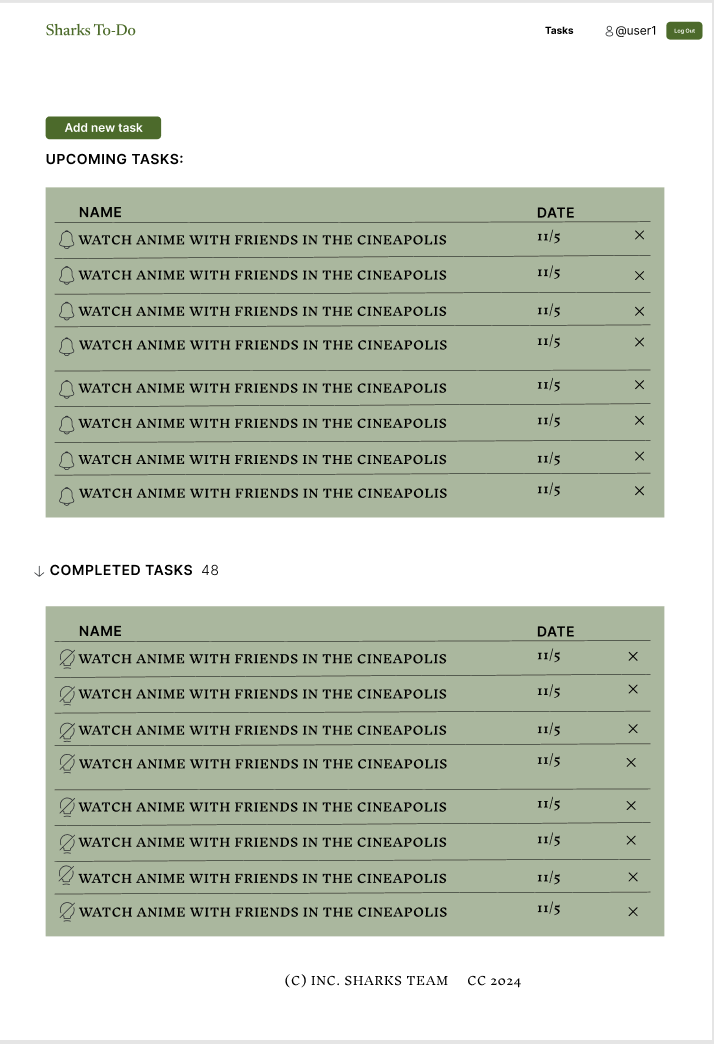 Sharks To-Do Tasks @user1 Log Out
Add new task
UPCOMING TASKS:
NAME DATE
WATCH ANIME WITH FRIENDS IN THE CINEAPOLIS 11/5
WATCH ANIME WITH FRIENDS IN THE CINEAPOLIS 11/5
WATCH ANIME WITH FRIENDS IN THE CINEAPOLIS 11/5
WATCH ANIME WITH FRIENDS IN THE CINEAPOLIS 11/5
WATCH ANIME WITH FRIENDS IN THE CINEAPOLIS 11/5
WATCH ANIME WITH FRIENDS IN THE CINEAPOLIS 11/5
WATCH ANIME WITH FRIENDS IN THE CINEAPOLIS 11/5
WATCH ANIME WITH FRIENDS IN THE CINEAPOLIS 11/5
COMPLETED TASKS 48
NAME DATE
WATCH ANIME WITH FRIENDS IN THE CINEAPOLIS 11/5
WATCH ANIME WITH FRIENDS IN THE CINEAPOLIS 11/5
WATCH ANIME WITH FRIENDS IN THE CINEAPOLIS 11/5
WATCH ANIME WITH FRIENDS IN THE CINEAPOLIS 11/5
WATCH ANIME WITH FRIENDS IN THE CINEAPOLIS 11/5
WATCH ANIME WITH FRIENDS IN THE CINEAPOLIS 11/5
WATCH ANIME WITH FRIENDS IN THE CINEAPOLIS 11/5
WATCH ANIME WITH FRIENDS IN THE CINEAPOLIS 11/5
(C) INC. SHARKS TEAM CC 2024